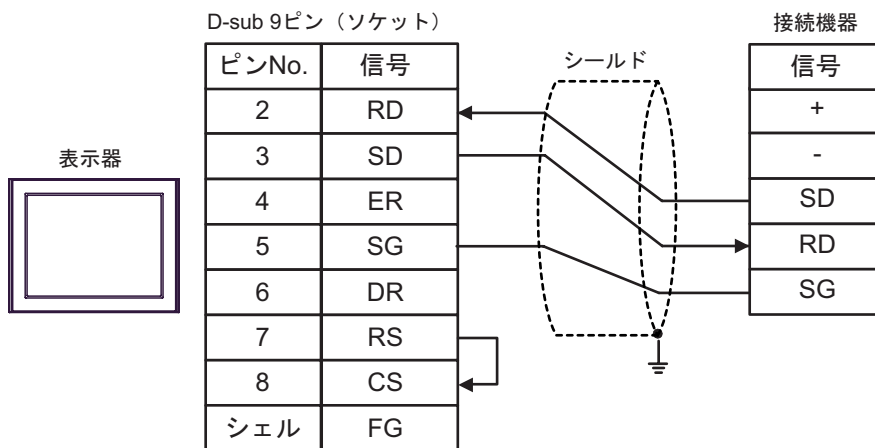 D-sub 9ピン（ソケット）
接続機器
ピンNo. 信号
シールド
信号
2 RD
+
3 SD
-
表示器
4 ER
SD
5 SG
RD
6 DR
SG
7 RS
8 CS
シェル FG